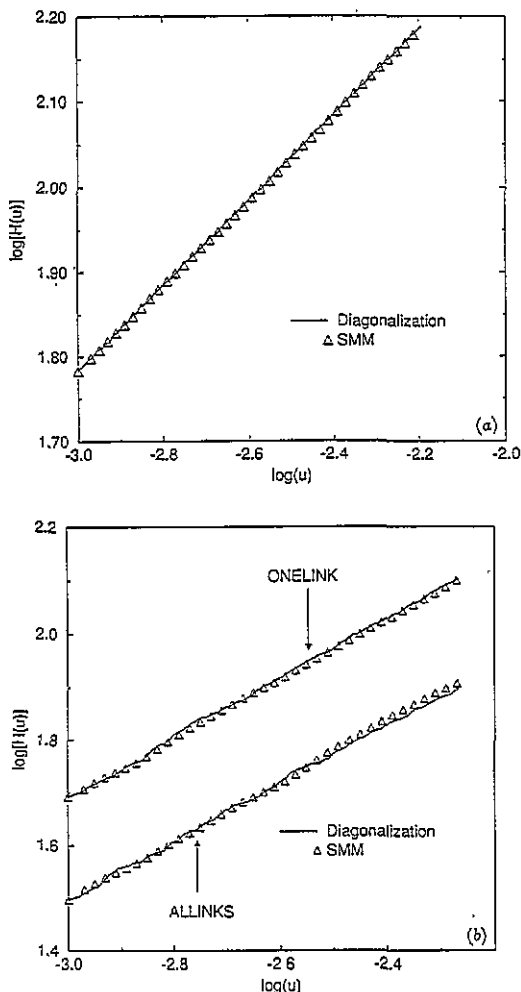 2.20
2.10
2.00
1.90
1.80
1.70
log[H(u)]
Diagonalization
SMM
(a)
-3.0 -2.8 -2.6 -2.4 -2.2 -2.0
log(u)
2.2
2.0
1.8
1.6
1.4
log[H(u)]
ONELINK
Diagonalization
SMM
ALLINKS
(b)
-3.0 -2.8 -2 6 -2.4
log(u)